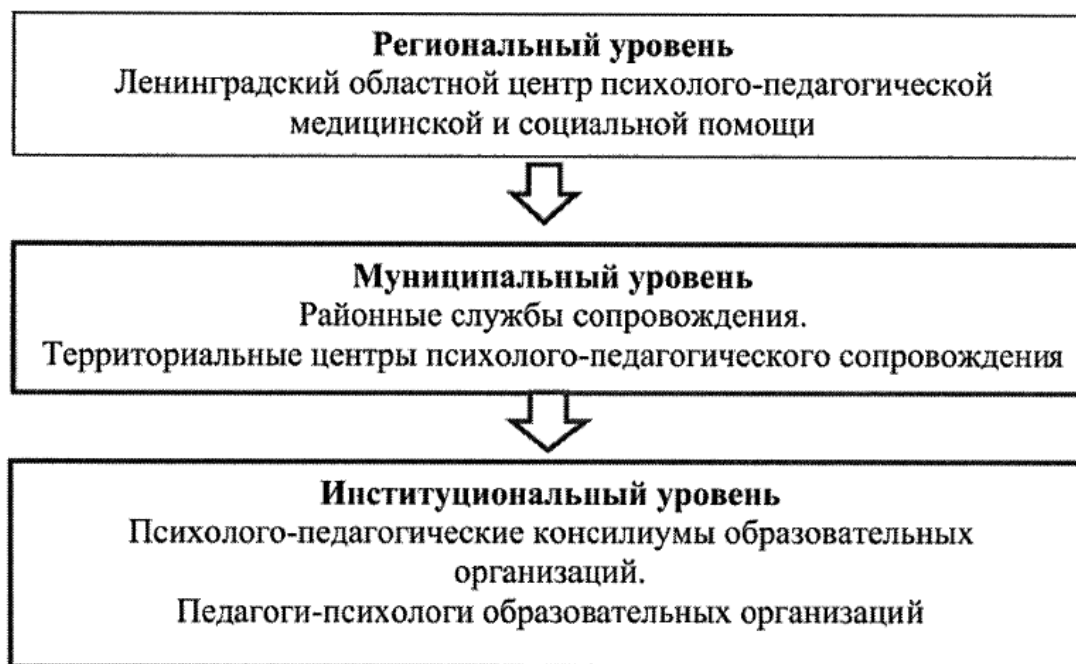 Региональный уровень
Ленинградский областной центр психолого-педагогической
медицинской и социальной помощи
Муниципальный уровень
Районные службы сопровождения.
Территориальные центры психолого-педагогического сопровождения
Институциональный уровень
Психолого-педагогические консилиумы образовательных
организаций.
Педагоги-психологи образовательных организаций